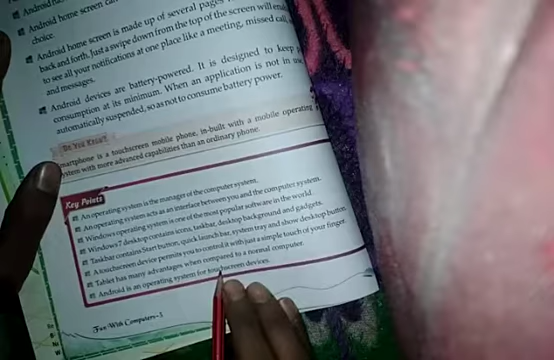 Android
Android home screen can
choice.
Android home screen is made up of several pages
back and forth. Just a swipe down from the top of the screen will
to see all your notifications at one place like a meeting, missed call,
and messages.
Android devices are battery-powered. It is designed to keep
consumption at its minimum. When an application is not in use
automatically suspended, so as not to consume battery power.
Do You Know?
Smartphone is a touchscreen mobile phone, in-built with a mobile operating
system with more advanced capabilities than an ordinary phone.
Key Points
An operating system is the manager of the computer system.
An operating system acts as an interface between you and the computer system.
Windows operating system is one of the most popular software in the world.
Windows 7 desktop contains icons, taskbar, desktop background and gadgets.
Taskbar contains Start button, quick launch bar, system tray and show desktop button.
A touchscreen device permits you to control it with just a simple touch of your finger.
Tablet has many advantages when compared to a normal computer.
Android is an operating system for touchscreen devices.
Fun With Computers-5